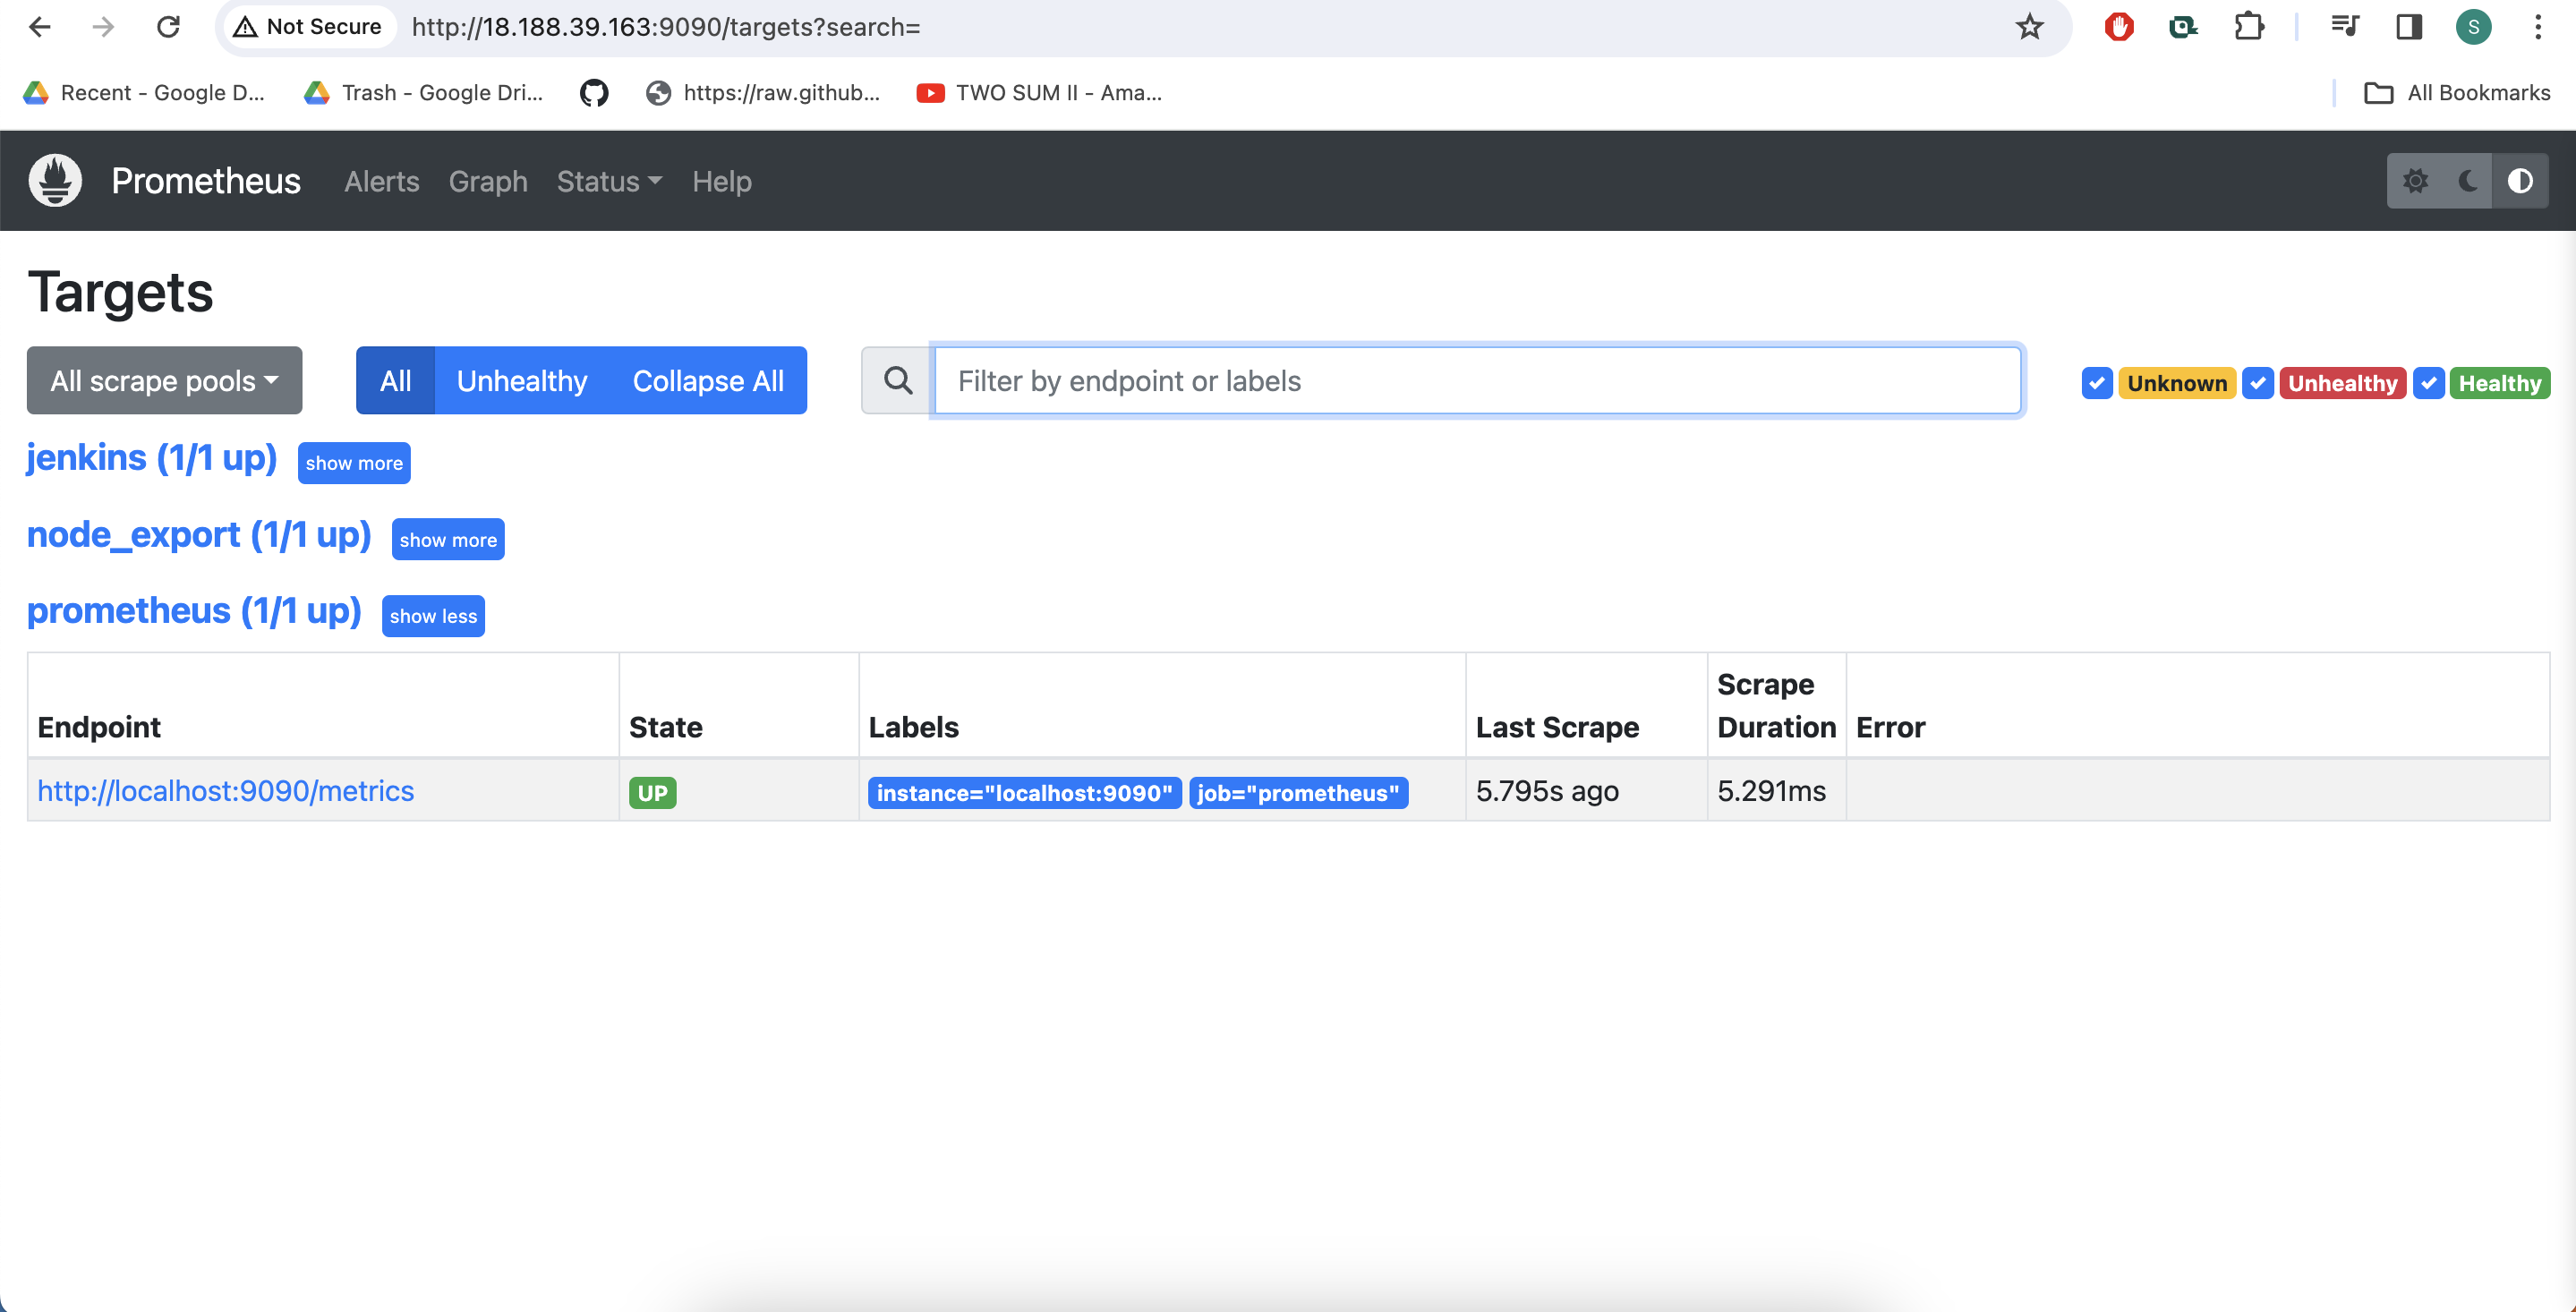 Not Secure http://18.188.39.163:9090/targets?search= S
Recent - Google D... Trash - Google Dri... https://raw.github... TWO SUM II - Ama... All Bookmarks
Prometheus Alerts Graph Status Help
Targets
All scrape pools All Unhealthy Collapse All Filter by endpoint or labels Unknown Unhealthy Healthy
jenkins (1/1 up) show more
node_export (1/1 up) show more
prometheus (1/1 up) show less
Endpoint State Labels Last Scrape Scrape Duration Error
http://localhost:9090/metrics UP instance="localhost:9090" job="prometheus" 5.795s ago 5.291ms